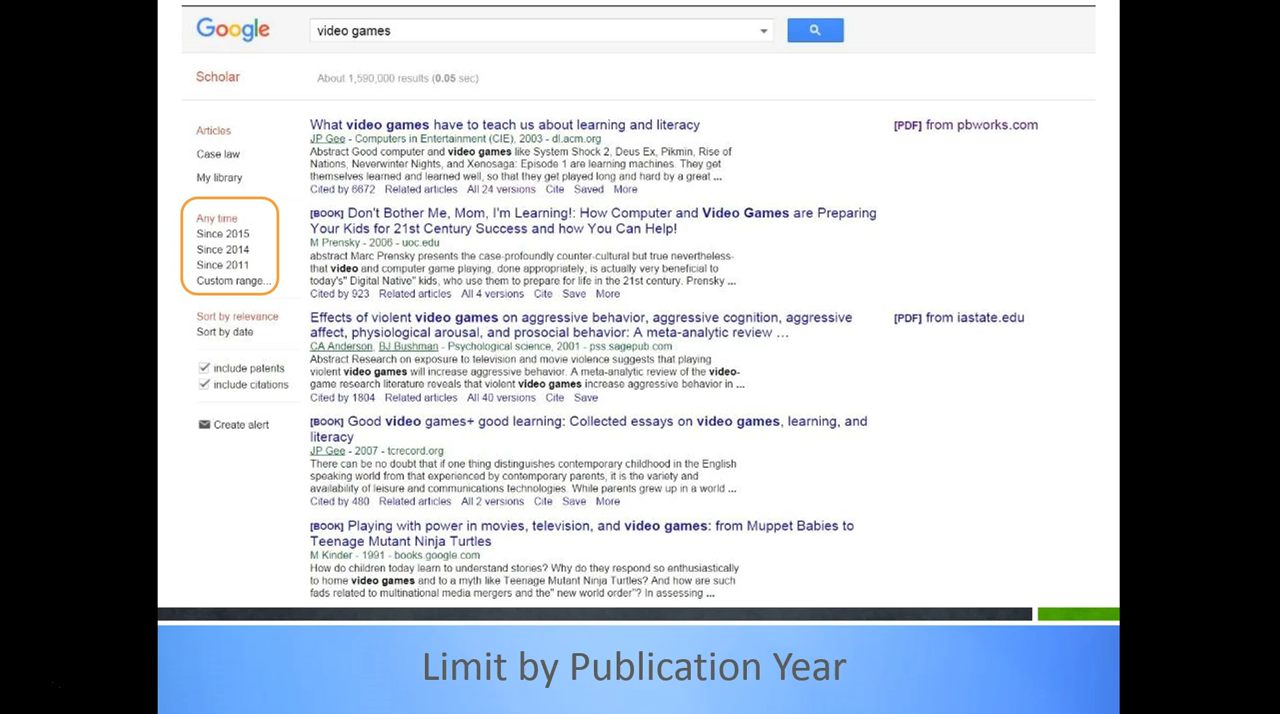 Google
video games
Scholar
About 1,590,000 results (0.05 sec)
Articles
Case law
My library
Any time
Since 2015
Since 2014
Since 2011
Custom range...
Sort by relevance
Sort by date
include patents
include citations
Create alert
What video games have to teach us about learning and literacy
[PDF] from pbworks.com
JP Gee - Computers in Entertainment (CIE), 2003 - dl.acm.org
Abstract Good computer and video games like System Shock 2, Deus Ex, Pikmin, Rise of
Nations, Neverwinter Nights, and Xenosaga: Episode 1 are learning machines. They get
themselves learned and learned well, so that they get played long and hard by a great ...
Cited by 6672 Related articles All 24 versions Cite Saved More
[BOOK] Don't Bother Me, Mom, I'm Learning!: How Computer and Video Games are Preparing
Your Kids for 21st Century Success and how You Can Help!
M Prensky - 2006 - uoc.edu
abstract Marc Prensky presents the case-profoundly counter-cultural but true nevertheless-
that video and computer game playing, done appropriately, is actually very beneficial to
today's" Digital Native" kids, who use them to prepare for life in the 21st century. Prensky ...
Cited by 923 Related articles All 4 versions Cite Save More
Effects of violent video games on aggressive behavior, aggressive cognition, aggressive
affect, physiological arousal, and prosocial behavior: A meta-analytic review ...
[PDF] from iastate.edu
CA Anderson, BJ Bushman - Psychological science, 2001 - pss.sagepub.com
Abstract Research on exposure to television and movie violence suggests that playing
violent video games will increase aggressive behavior. A meta-analytic review of the video-
game research literature reveals that violent video games increase aggressive behavior in ...
Cited by 1804 Related articles All 40 versions Cite Save
[BOOK] Good video games+ good learning: Collected essays on video games, learning, and
literacy
JP Gee - 2007 - tcrecord.org
There can be no doubt that if one thing distinguishes contemporary childhood in the English
speaking world from that experienced by contemporary parents, it is the variety and
availability of leisure and communications technologies. While parents grew up in a world ...
Cited by 480 Related articles All 2 versions Cite Save More
[BOOK] Playing with power in movies, television, and video games: from Muppet Babies to
Teenage Mutant Ninja Turtles
M Kinder - 1991 - books.google.com
How do children today learn to understand stories? Why do they respond so enthusiastically
to home video games and to a myth like Teenage Mutant Ninja Turtles? And how are such
fads related to multinational media mergers and the" new world order"? In assessing ...
Limit by Publication Year